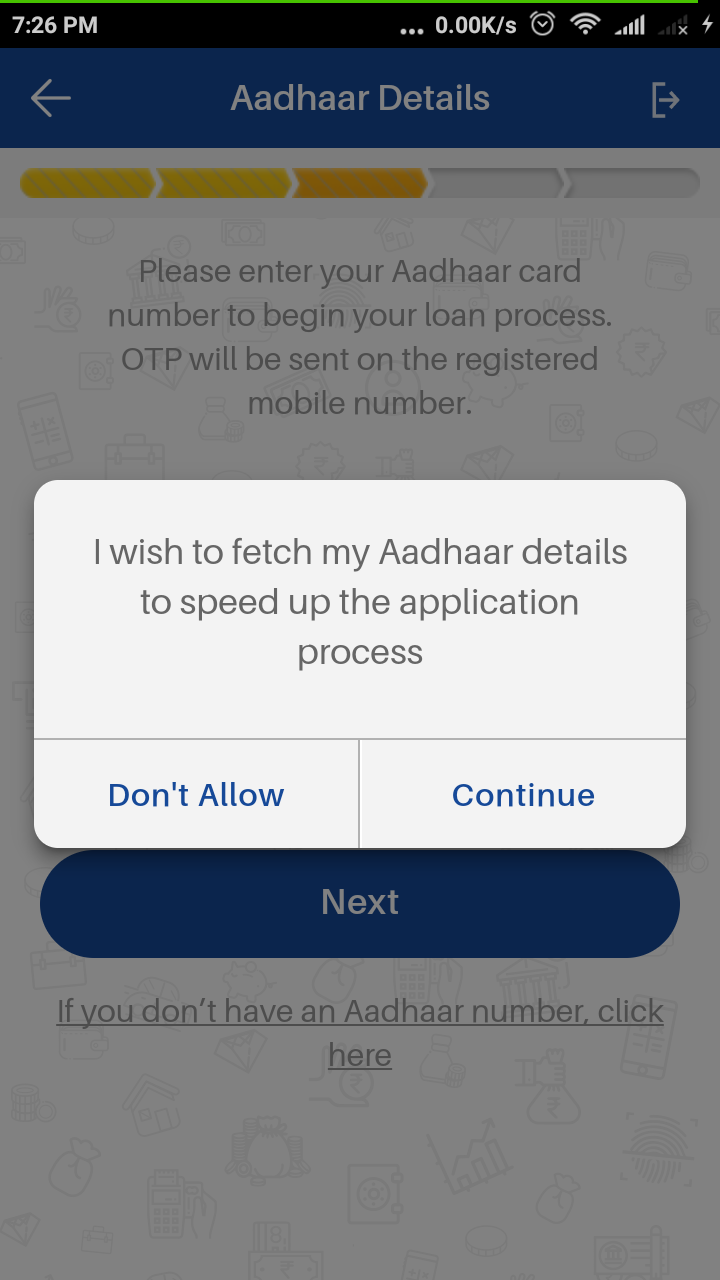 7:26 PM ... 0.00K/s
Aadhaar Details
Please enter your Aadhaar card
number to begin your loan process.
OTP will be sent on the registered
mobile number.
I wish to fetch my Aadhaar details
to speed up the application
process
Don't Allow Continue
Next
If you don’t have an Aadhaar number, click
here